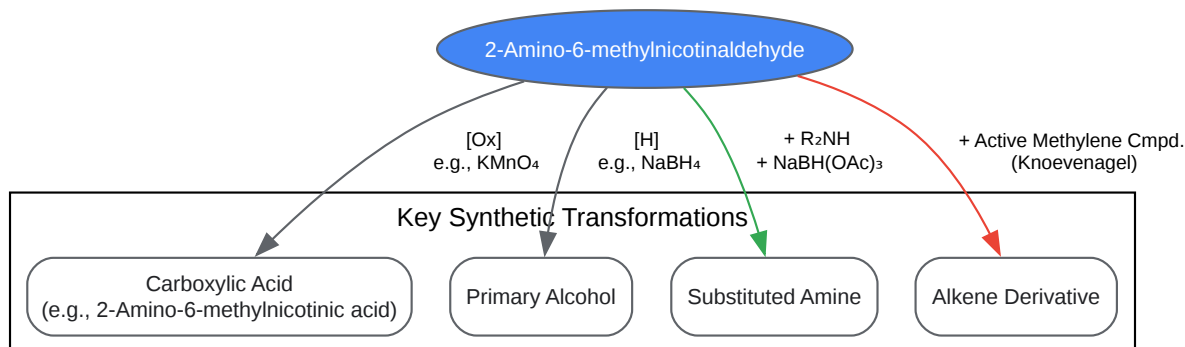 2-Amino-6-methylnicotinaldehyde
[Ox]
e.g., KMnO₄
[H]
e.g., NaBH₄
+ R₂NH
+ NaBH(OAc)₃
+ Active Methylene Cmpd.
(Knoevenagel)
Key Synthetic Transformations
Carboxylic Acid
(e.g., 2-Amino-6-methylnicotinic acid)
Primary Alcohol
Substituted Amine
Alkene Derivative